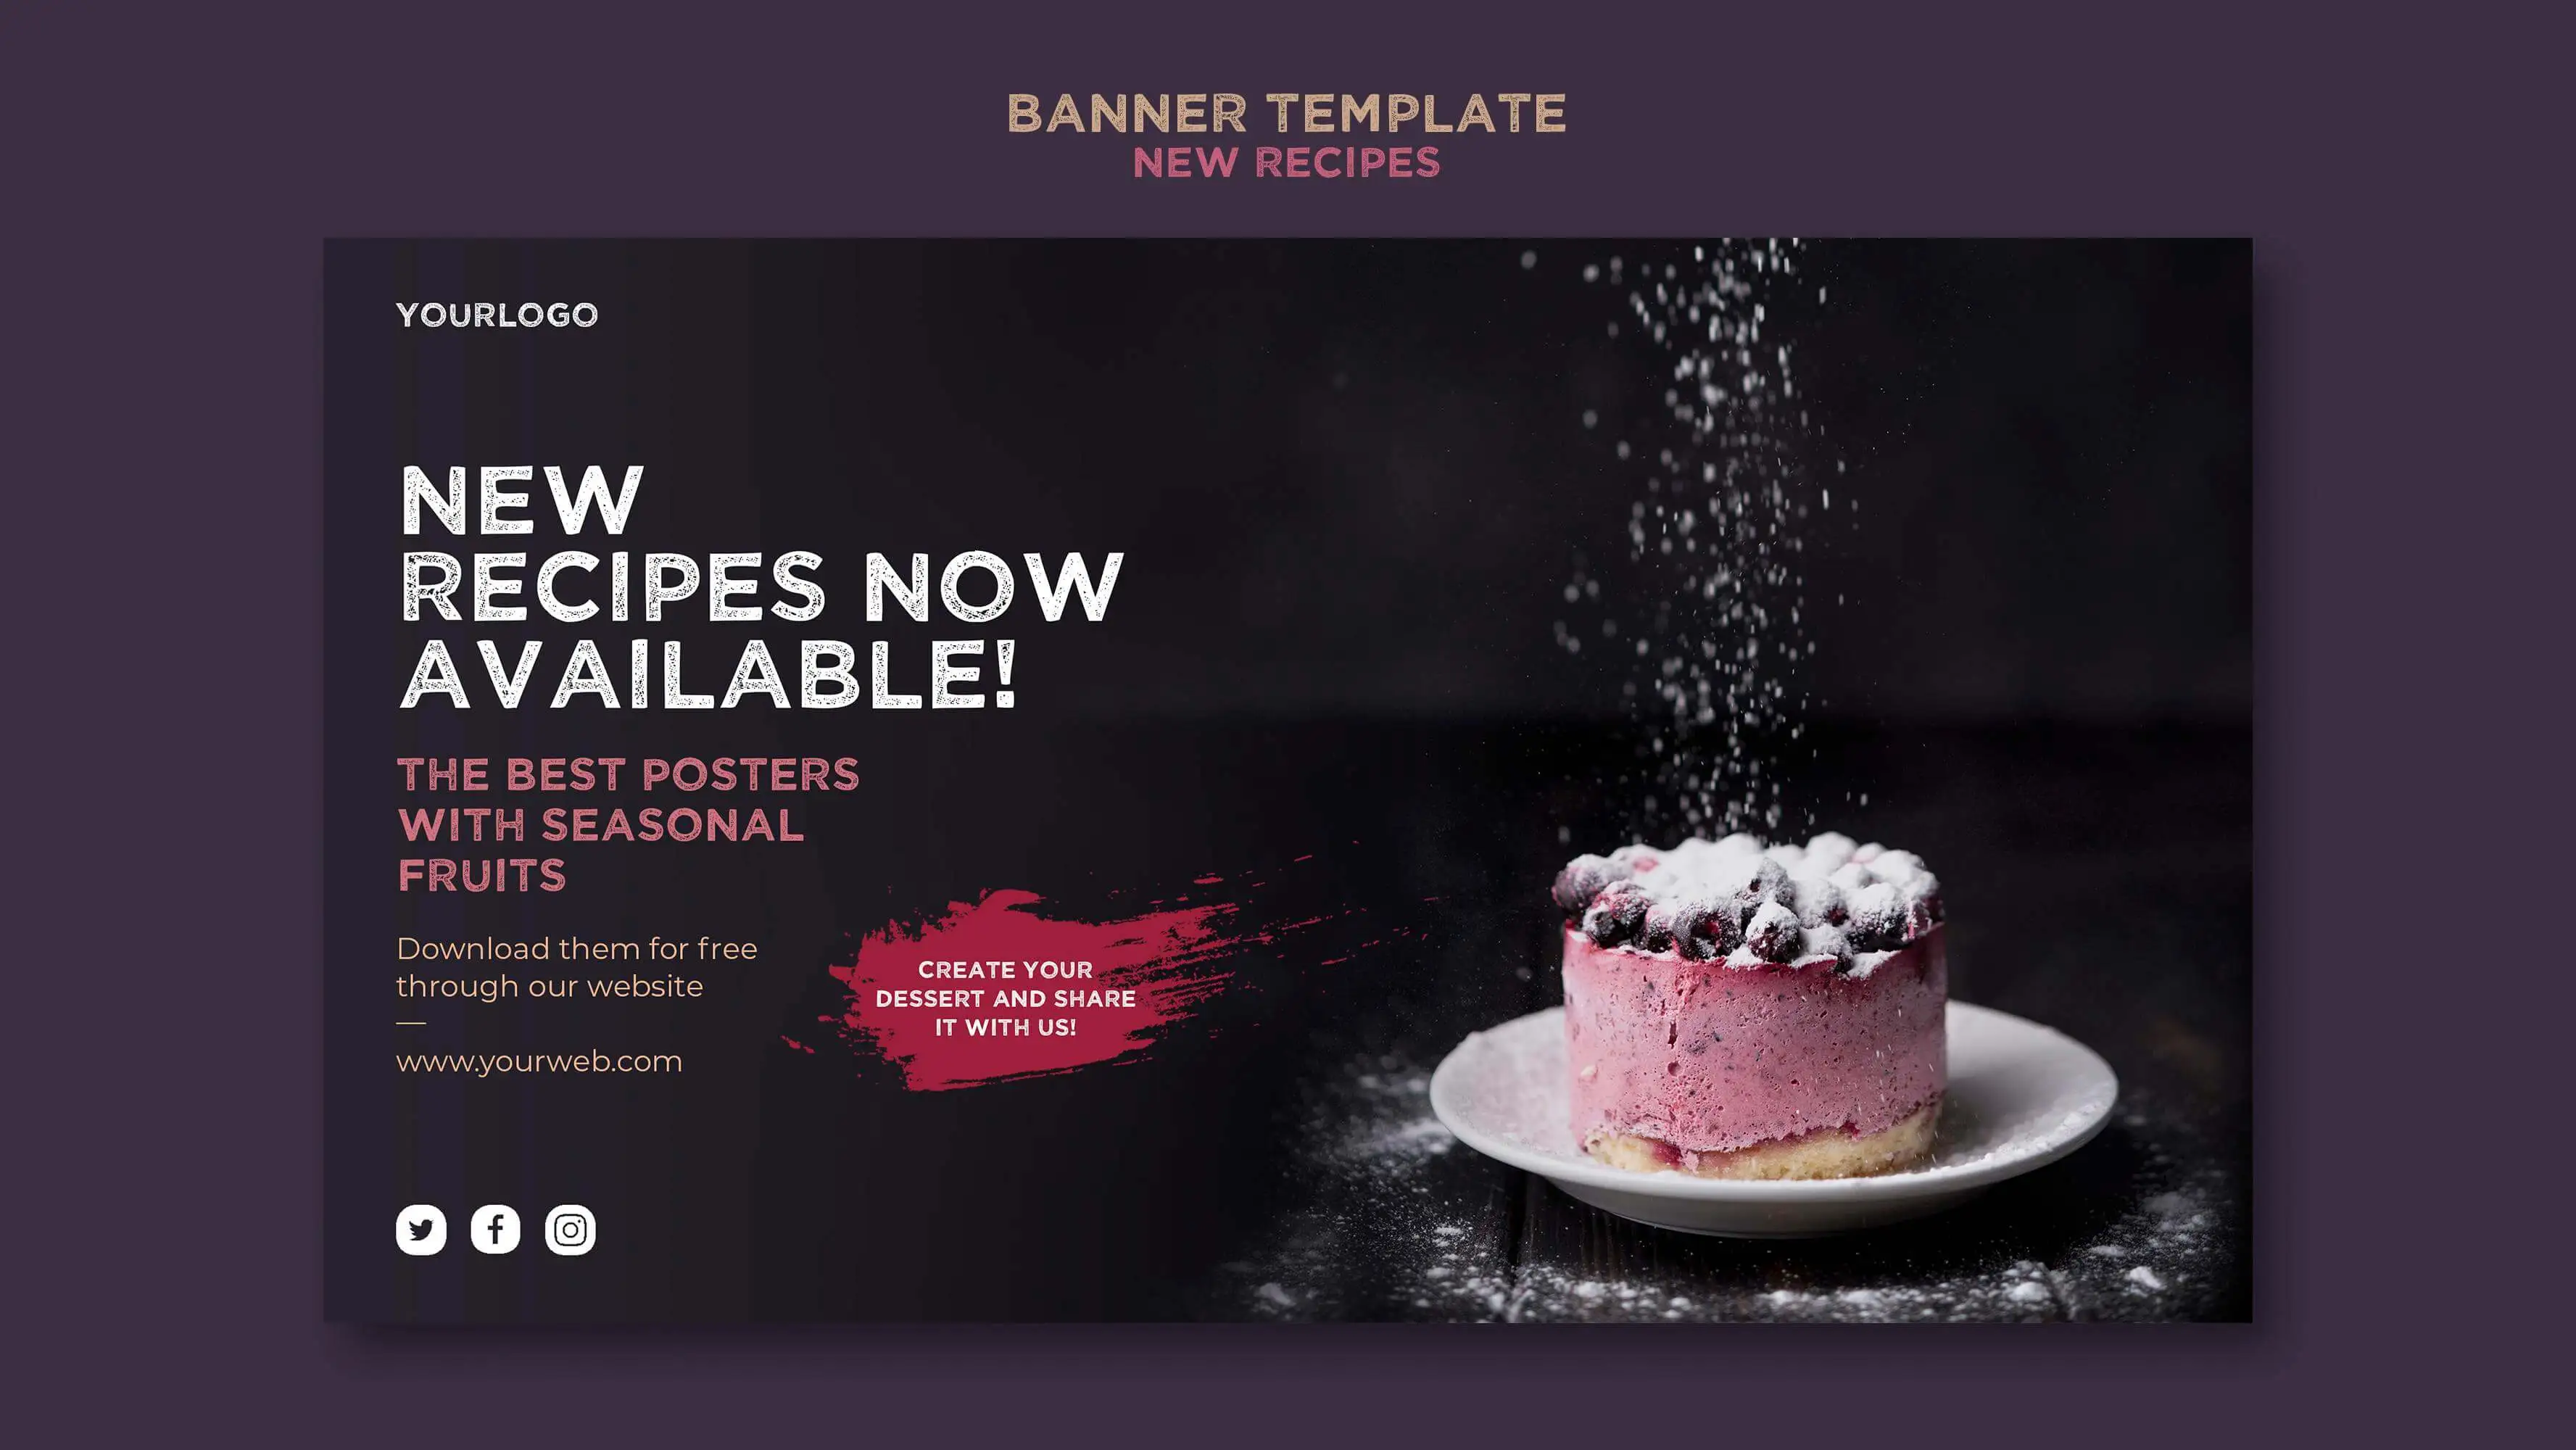 BANNER TEMPLATE
NEW RECIPES
YOURLOGO
NEW
RECIPES NOW
AVAILABLE!
THE BEST POSTERS
WITH SEASONAL
FRUITS
Download them for free
through our website
www.yourweb.com
CREATE YOUR
DESSERT AND SHARE
IT WITH US!